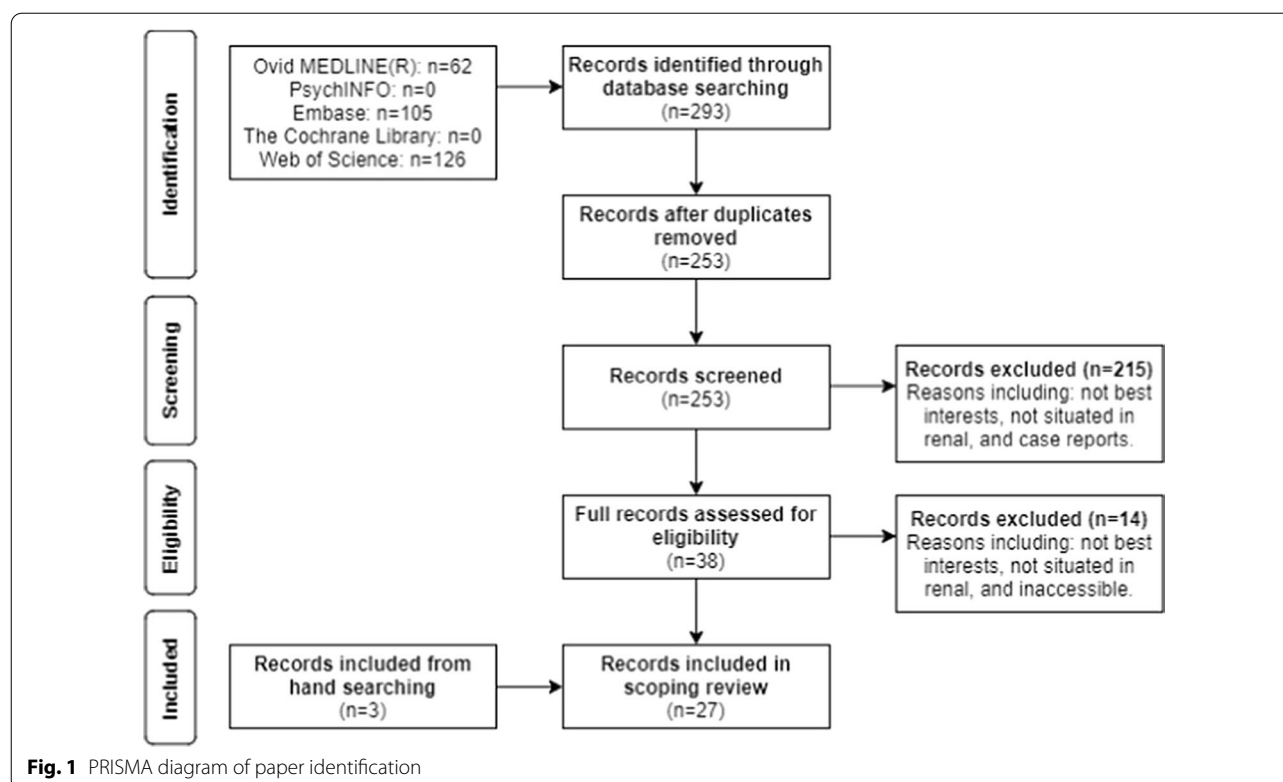 Identification
Ovid MEDLINE(R): n=62
PsychINFO: n=0
Embase: n=105
The Cochrane Library: n=0
Web of Science: n=126
Records identified through
database searching
(n=293)
Records after duplicates
removed
(n=253)
Screening
Records screened
(n=253)
Records excluded (n=215)
Reasons including: not best
interests, not situated in
renal, and case reports.
Eligibility
Full records assessed for
eligibility
(n=38)
Records excluded (n=14)
Reasons including: not best
interests, not situated in
renal, and inaccessible.
Included
Records included from
hand searching
(n=3)
Records included in
scoping review
(n=27)
Fig. 1 PRISMA diagram of paper identification